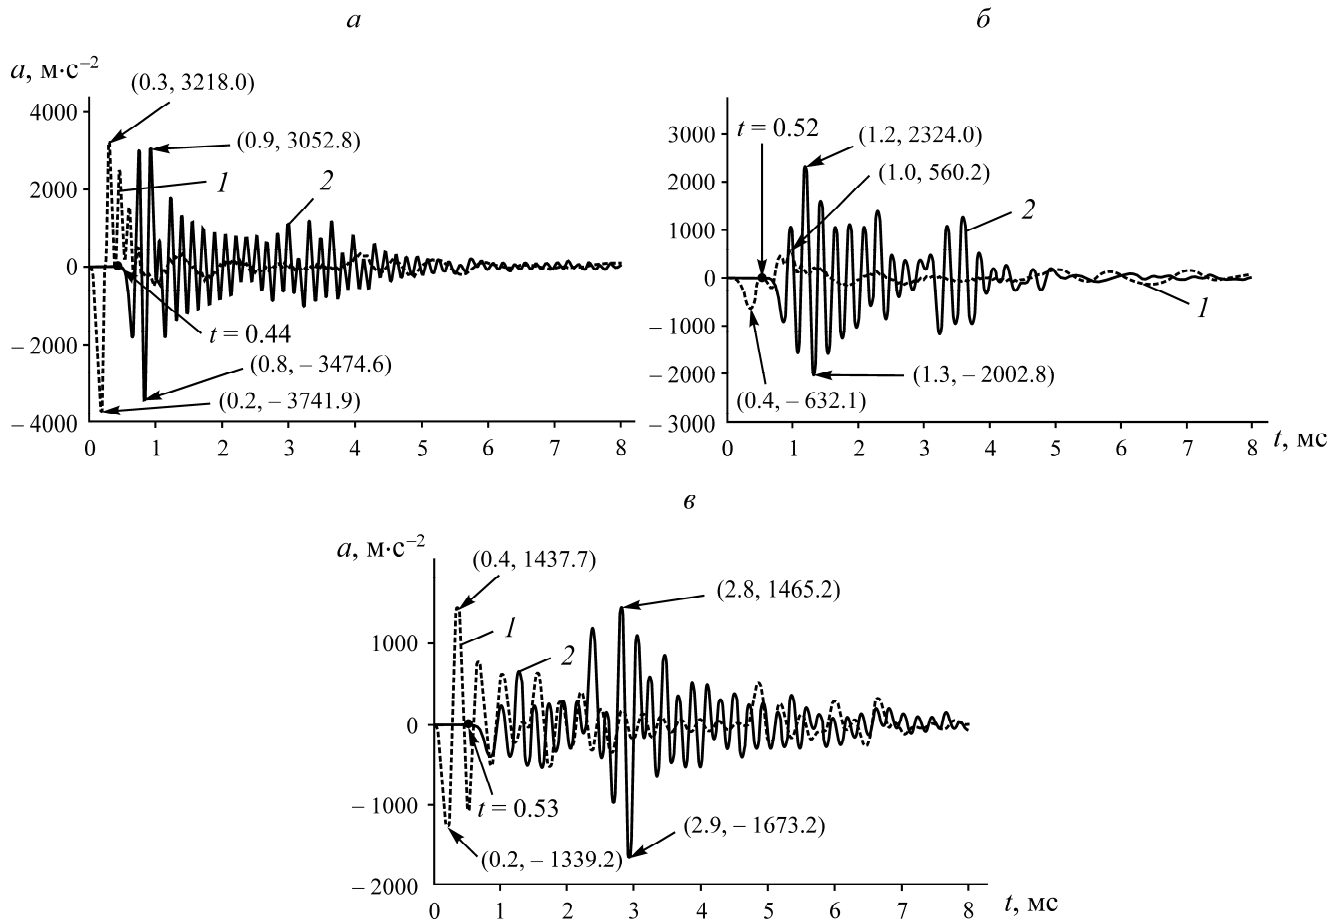 а
a, м·с–2
(0.3, 3218.0)
4000
(0.9, 3052.8)
1
2
2000
0
t = 0.44
– 2000
(0.8, – 3474.6)
(0.2, – 3741.9)
– 4000
0 1 2 3 4 5 6 7 8
б
3000
t = 0.52
(1.2, 2324.0)
(1.0, 560.2)
2000
2
1000
0
1
– 1000
– 2000
(1.3, – 2002.8)
(0.4, – 632.1)
– 3000
0 1 2 3 4 5 6 7 8
t, мс
в
a, м·с–2
(0.4, 1437.7)
(2.8, 1465.2)
1
1000
2
0
t = 0.53
– 1000
(2.9, – 1673.2)
(0.2, – 1339.2)
– 2000
0 1 2 3 4 5 6 7 8
t, мс